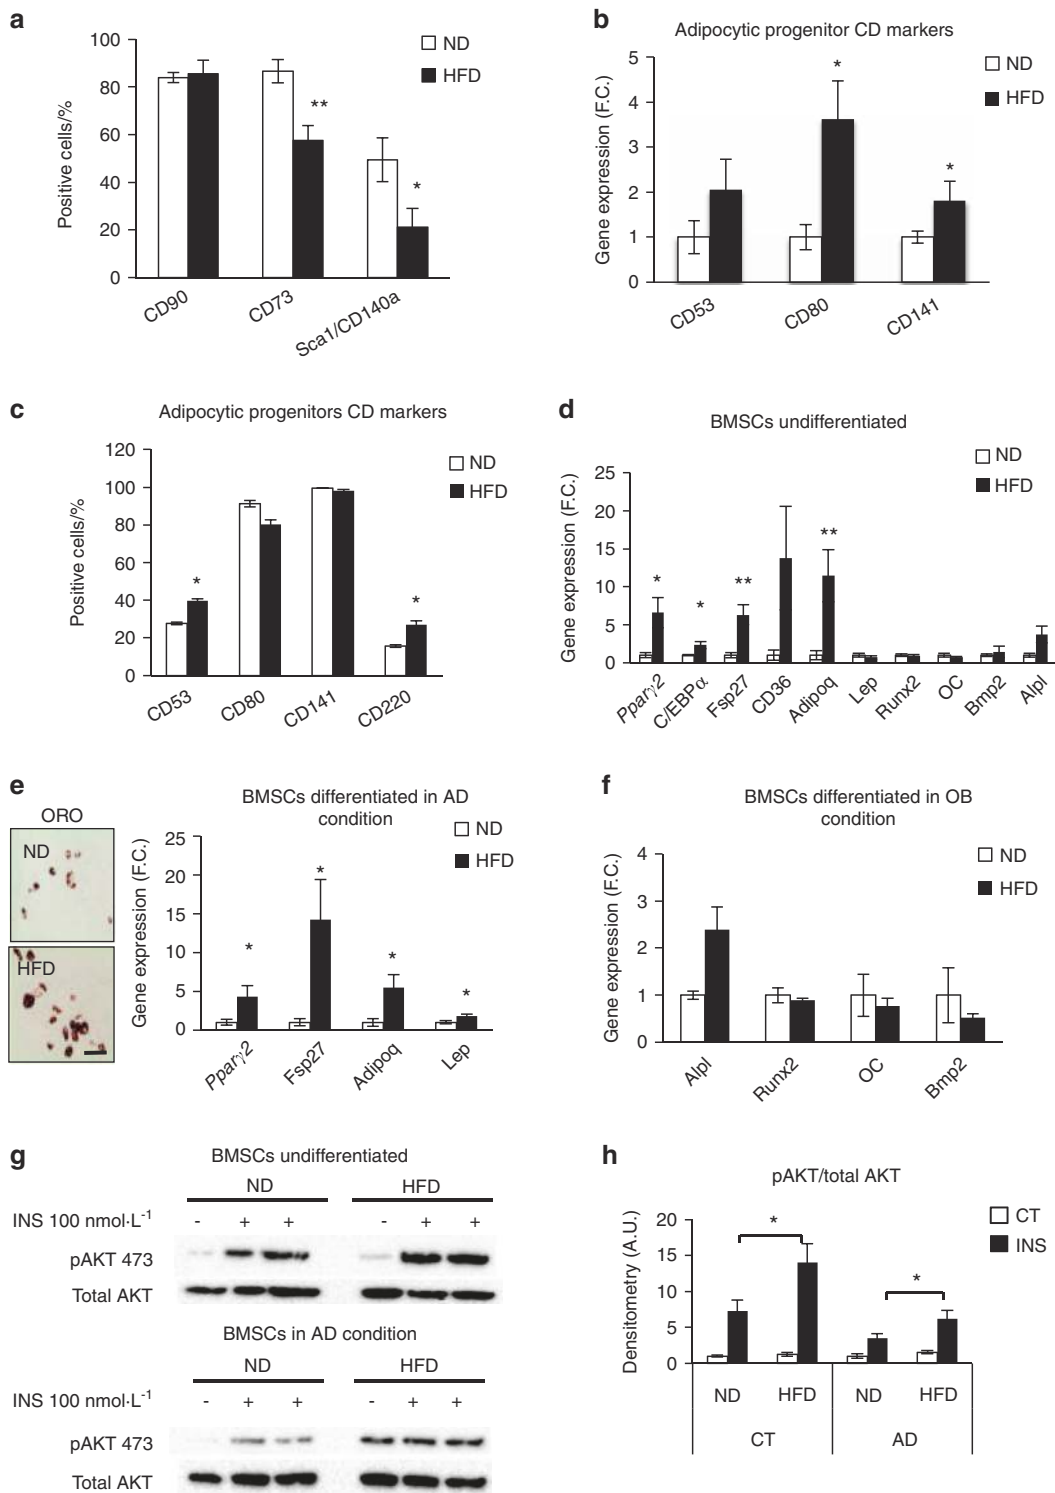 a
100
80
60
40
20
0
Positive cells/%
ND
HFD
**
*
CD90
CD73
Sca1/CD140a
b
Adipocytic progenitor CD markers
5
4
3
2
1
0
Gene expression (F.C.)
ND
HFD
*
*
CD53
CD80
CD141
c
Adipocytic progenitors CD markers
120
100
80
60
40
20
0
Positive cells/%
ND
HFD
*
*
CD53
CD80
CD141
CD220
d
BMSCs undifferentiated
25
20
15
10
5
0
Gene expression (F.C.)
ND
HFD
*
*
**
**
Pparγ2
C/EBPα
Fsp27
CD36
Adipoq
Lep
Runx2
OC
Bmp2
Alpl
e
ORO
ND
HFD
BMSCs differentiated in AD
condition
25
20
15
10
5
0
Gene expression (F.C.)
ND
HFD
*
*
*
*
Pparγ2
Fsp27
Adipoq
Lep
f
BMSCs differentiated in OB
condition
4
3
2
1
0
Gene expression (F.C.)
ND
HFD
Alpl
Runx2
OC
Bmp2
g
BMSCs undifferentiated
ND HFD
INS 100 nmol·L⁻¹ - + + - + +
pAKT 473
Total AKT
BMSCs in AD condition
ND HFD
INS 100 nmol·L⁻¹ - + + - + +
pAKT 473
Total AKT
h
pAKT/total AKT
20
15
10
5
0
Densitometry (A.U.)
CT
INS
*
*
ND HFD ND HFD
CT AD